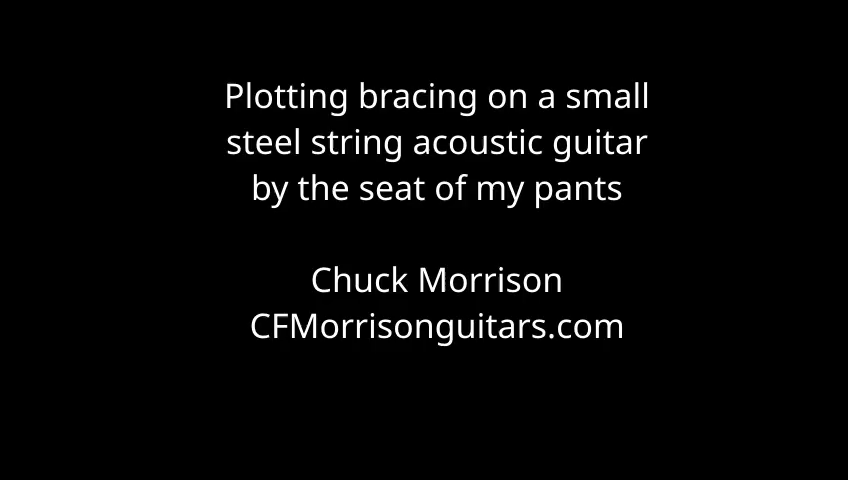 Plotting bracing on a small
steel string acoustic guitar
by the seat of my pants
Chuck Morrison
CFMorrisonguitars.com